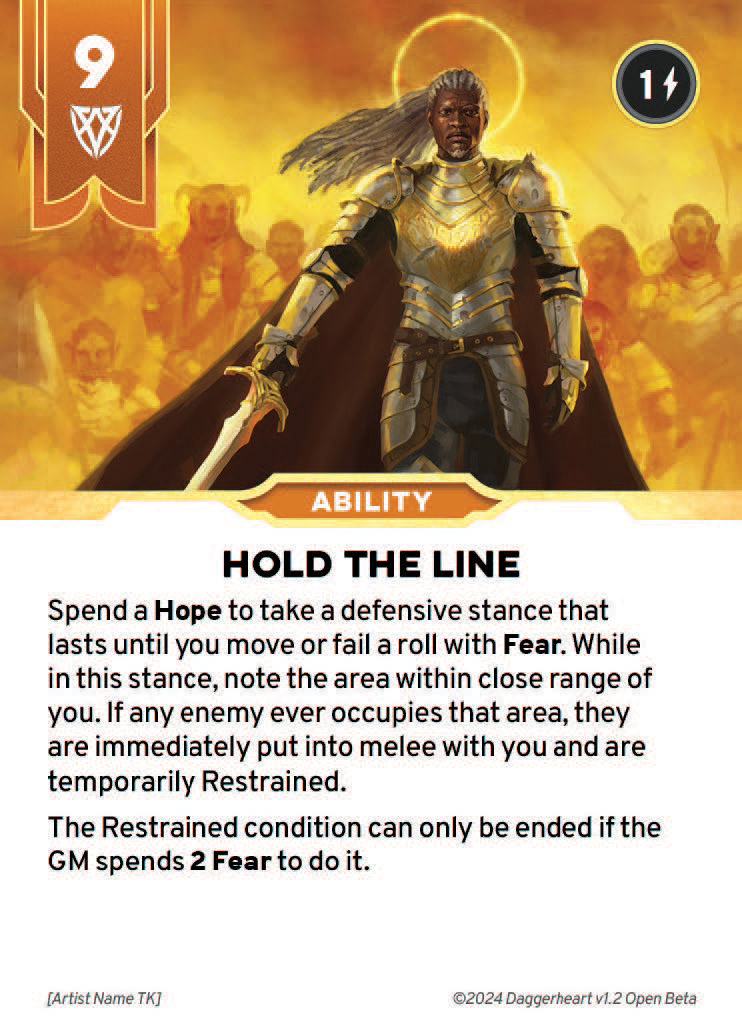 9
1
ABILITY
HOLD THE LINE
Spend a Hope to take a defensive stance that
lasts until you move or fail a roll with Fear. While
in this stance, note the area within close range of
you. If any enemy ever occupies that area, they
are immediately put into melee with you and are
temporarily Restrained.
The Restrained condition can only be ended if the
GM spends 2 Fear to do it.
[Artist Name TK]
©2024 Daggerheart v1.2 Open Beta